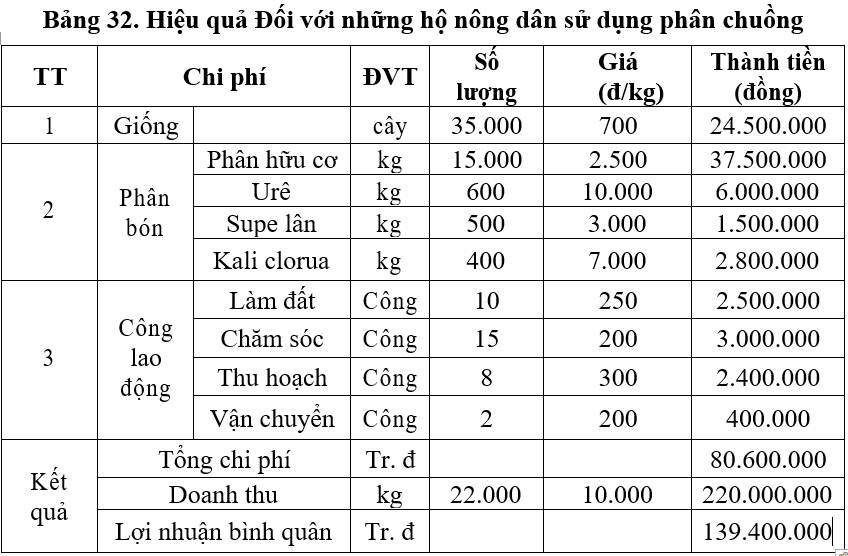 Bảng 32. Hiệu quả Đối với những hộ nông dân sử dụng phân chuồng
TT Chi phí ĐVT Số lượng Giá (đ/kg) Thành tiền (đồng)
1 Giống cây 35.000 700 24.500.000
2 Phân bón Phân hữu cơ kg 15.000 2.500 37.500.000
Urê kg 600 10.000 6.000.000
Supe lân kg 500 3.000 1.500.000
Kali clorua kg 400 7.000 2.800.000
3 Công lao động Làm đất Công 10 250 2.500.000
Chăm sóc Công 15 200 3.000.000
Thu hoạch Công 8 300 2.400.000
Vận chuyển Công 2 200 400.000
Kết quả Tổng chi phí Tr. đ 80.600.000
Doanh thu kg 22.000 10.000 220.000.000
Lợi nhuận bình quân Tr. đ 139.400.000